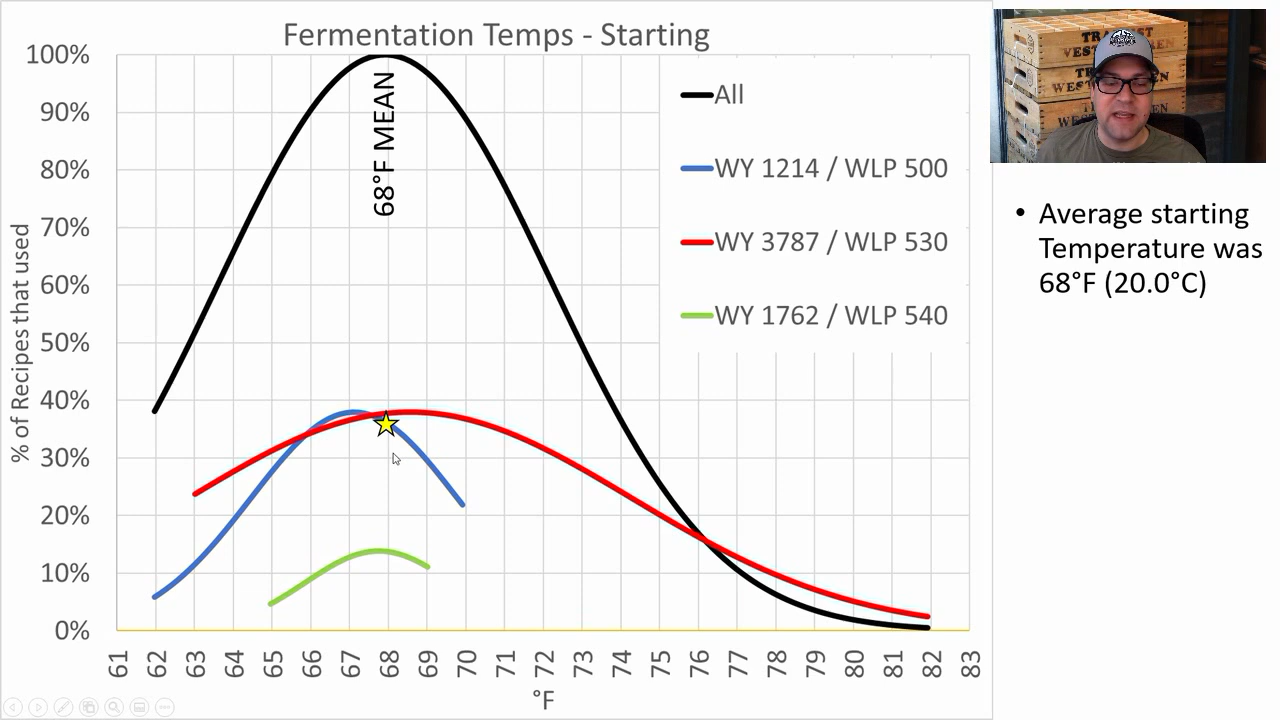 Fermentation Temps - Starting
100%
90%
80%
70%
60%
50%
40%
30%
20%
10%
0%
% of Recipes that used
68°F MEAN
All
WY 1214 / WLP 500
WY 3787 / WLP 530
WY 1762 / WLP 540
61 62 63 64 65 66 67 68 69 70 71 72 73 74 75 76 77 78 79 80 81 82 83
°F
• Average starting
Temperature was
68°F (20.0°C)